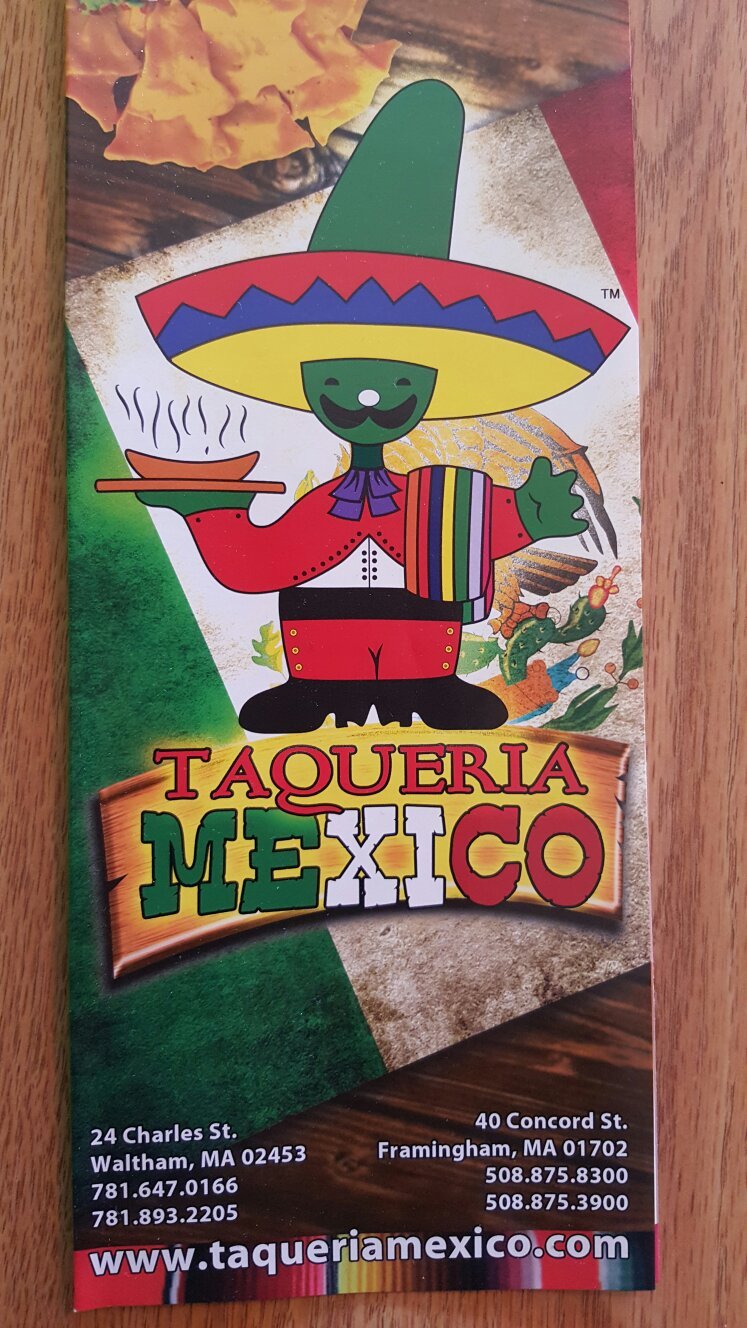 TM
TAQUERIA
MEXICO
24 Charles St.
Waltham, MA 02453
781.647.0166
781.893.2205
40 Concord St.
Framingham, MA 01702
508.875.8300
508.875.3900
www.taqueriamexico.com